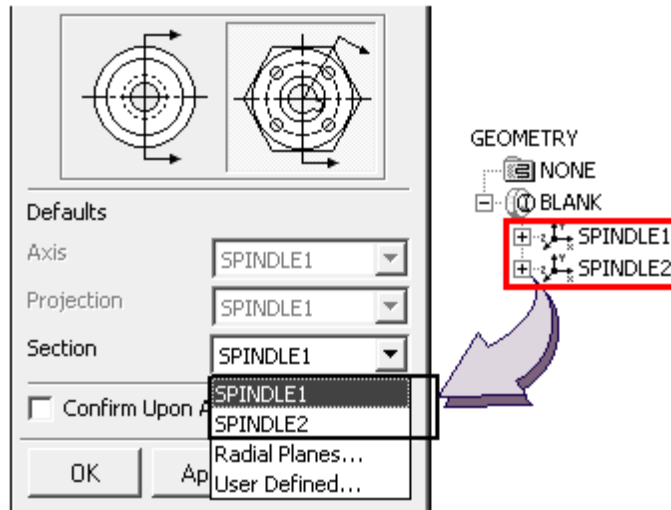 Defaults
Axis
SPINDLE1
Projection
SPINDLE1
Section
SPINDLE1
SPINDLE1
SPINDLE2
Radial Planes...
User Defined...
Confirm Upon A
OK
Ap
GEOMETRY
NONE
BLANK
SPINDLE1
SPINDLE2